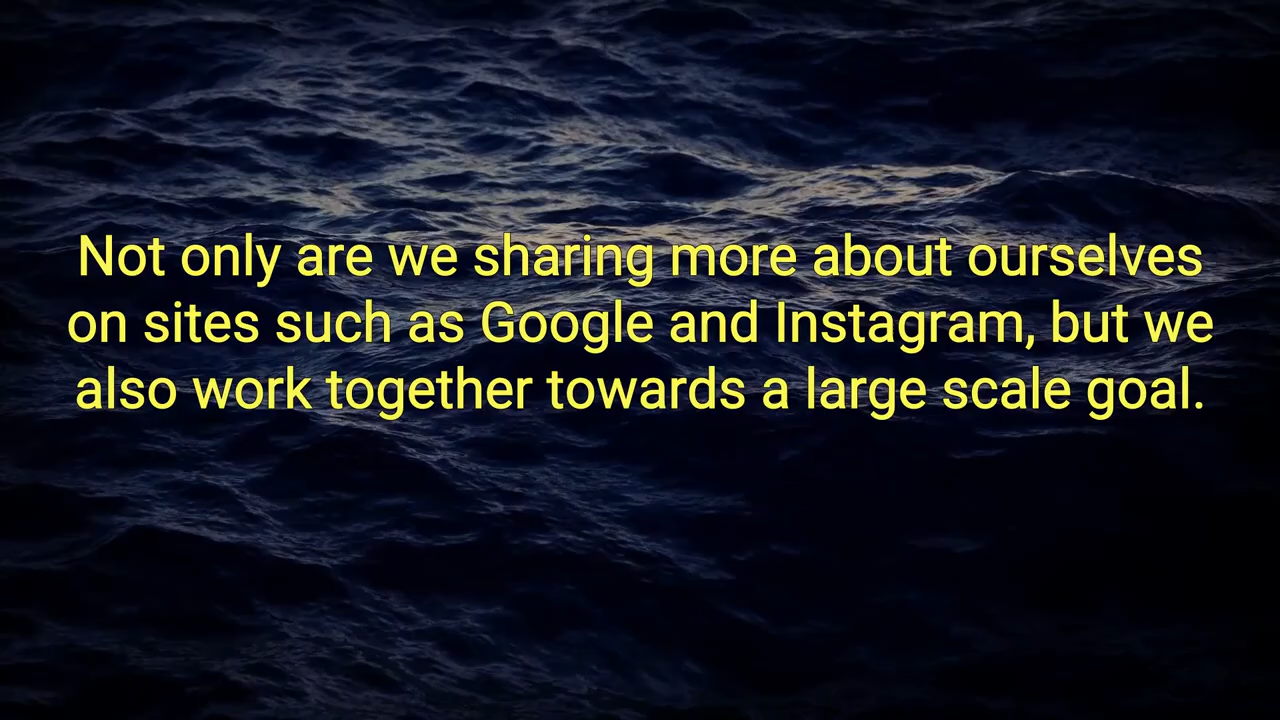 Not only are we sharing more about ourselves
on sites such as Google and Instagram, but we
also work together towards a large scale goal.